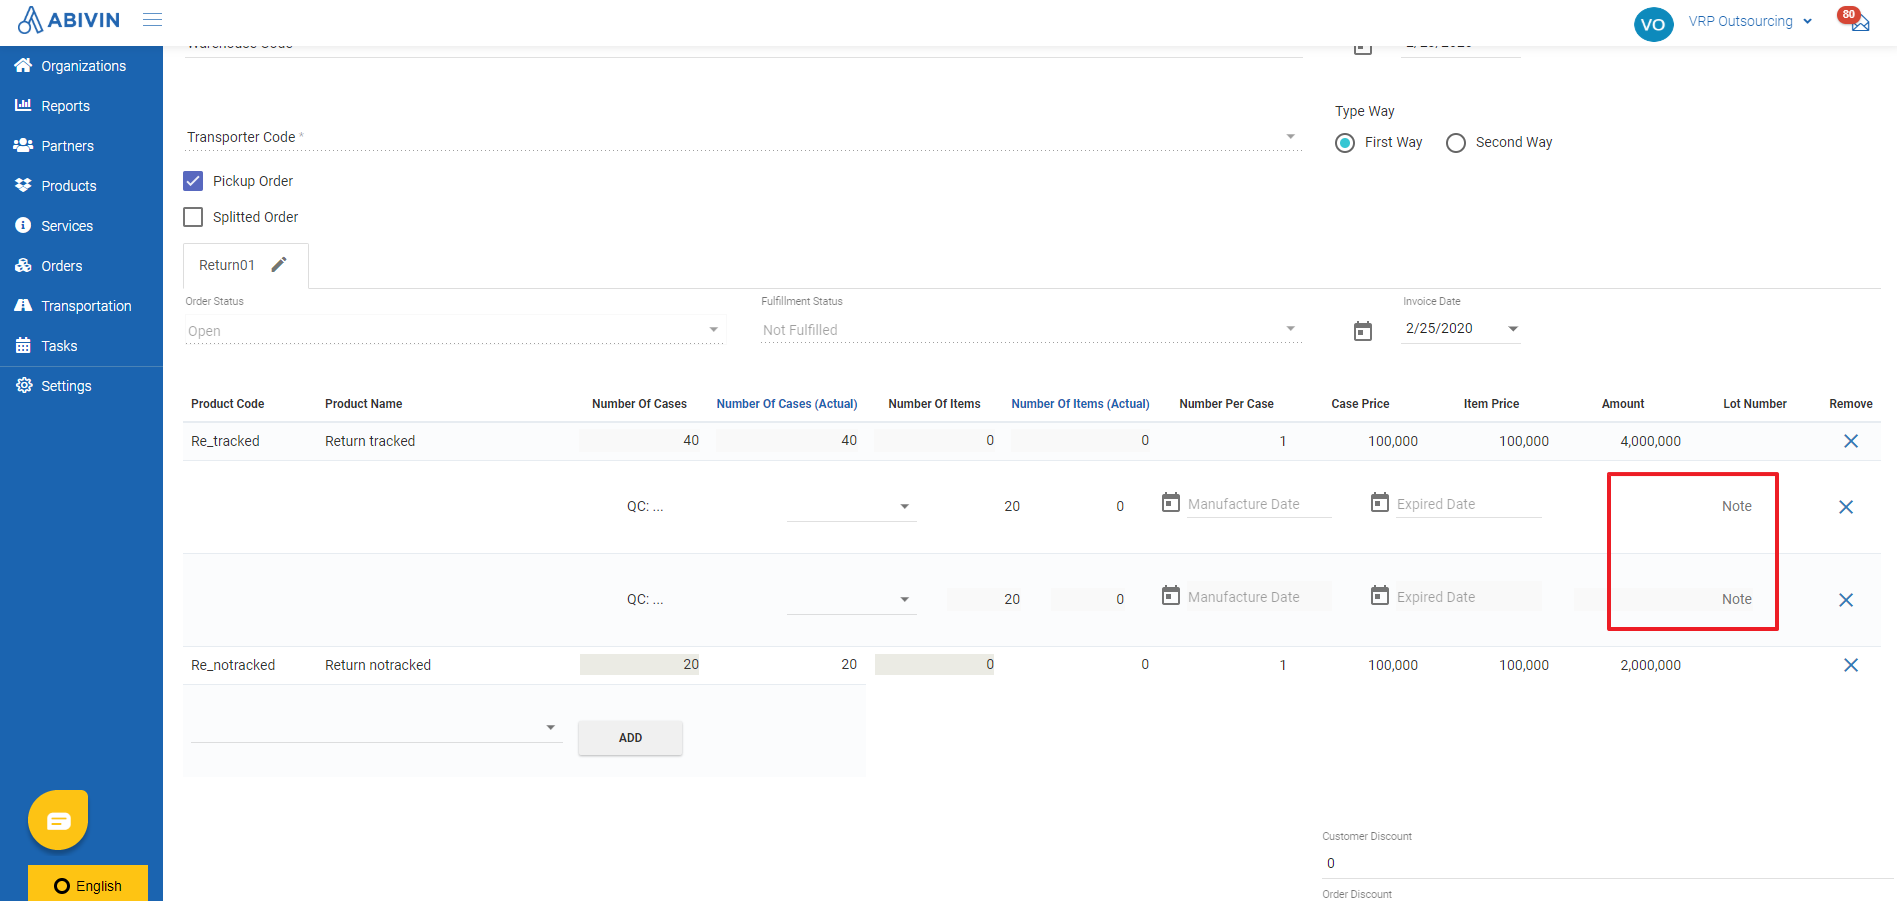 ABIVIN
VO
VRP Outsourcing
80
Organizations
Reports
Partners
Products
Services
Orders
Transportation
Tasks
Settings
English
Warehouse Code
2/25/2020
Transporter Code *
Type Way
First Way
Second Way
Pickup Order
Splitted Order
Return01
Order Status
Fulfillment Status
Invoice Date
Open
Not Fulfilled
2/25/2020
Product Code Product Name Number Of Cases Number Of Cases (Actual) Number Of Items Number Of Items (Actual) Number Per Case Case Price Item Price Amount Lot Number Remove
Re_tracked Return tracked 40 40 0 0 1 100,000 100,000 4,000,000
QC: ... 20 0 Manufacture Date Expired Date Note
QC: ... 20 0 Manufacture Date Expired Date Note
Re_notracked Return notracked 20 20 0 0 1 100,000 100,000 2,000,000
ADD
Customer Discount
0
Order Discount